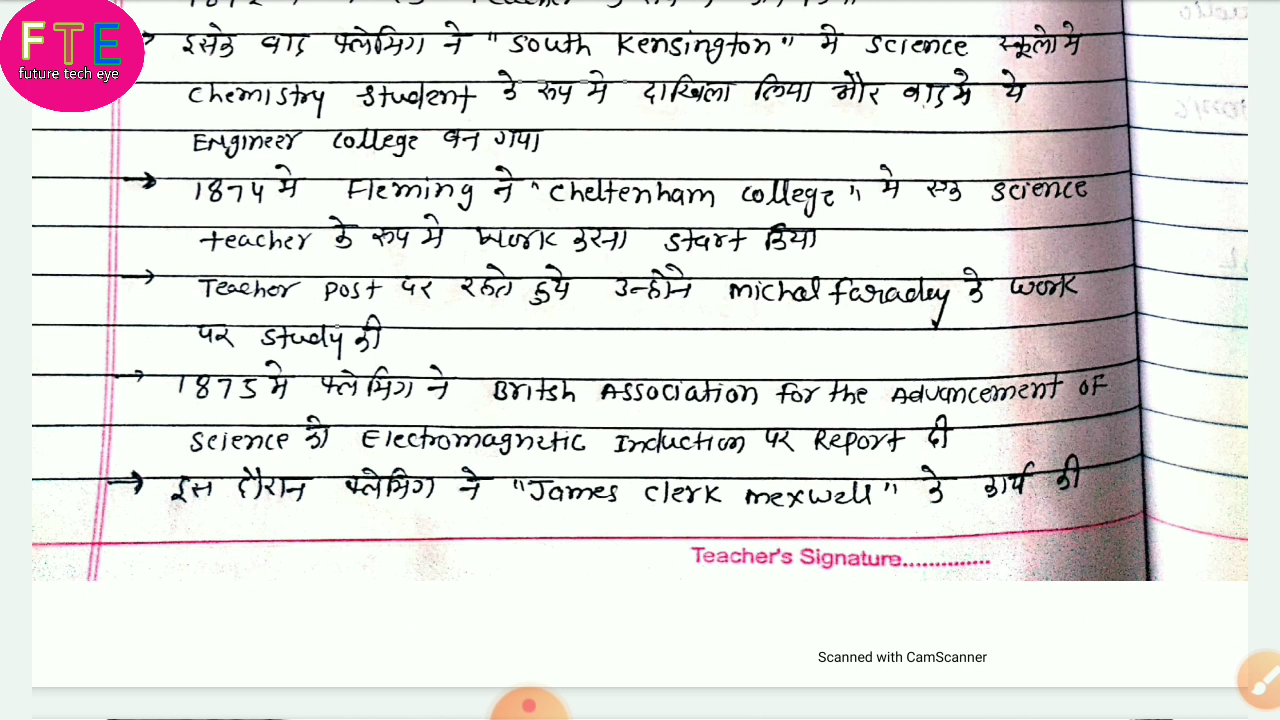 FTE
future tech eye
इसके बाद फ्लेमिंग ने "South Kensington" मे science स्कूलो मे
chemistry student के रूप मे दाखिला लिया और बाद मे ये
Engineer college बन गया
→ 1874 मे Fleming ने "Cheltenham college" मे एक science
teacher के रूप मे work करना start किया
→ Teacher post पर रहते हुये उन्होने michal faraday के work
पर study की
→ 1875 मे फ्लेमिंग ने Britsh Association for the Advancement of
Science को Electromagnetic Induction पर Report दी
→ इस दौरान फ्लेमिंग ने "James clerk mexwell" के कार्य की
Teacher's Signature...............
Scanned with CamScanner